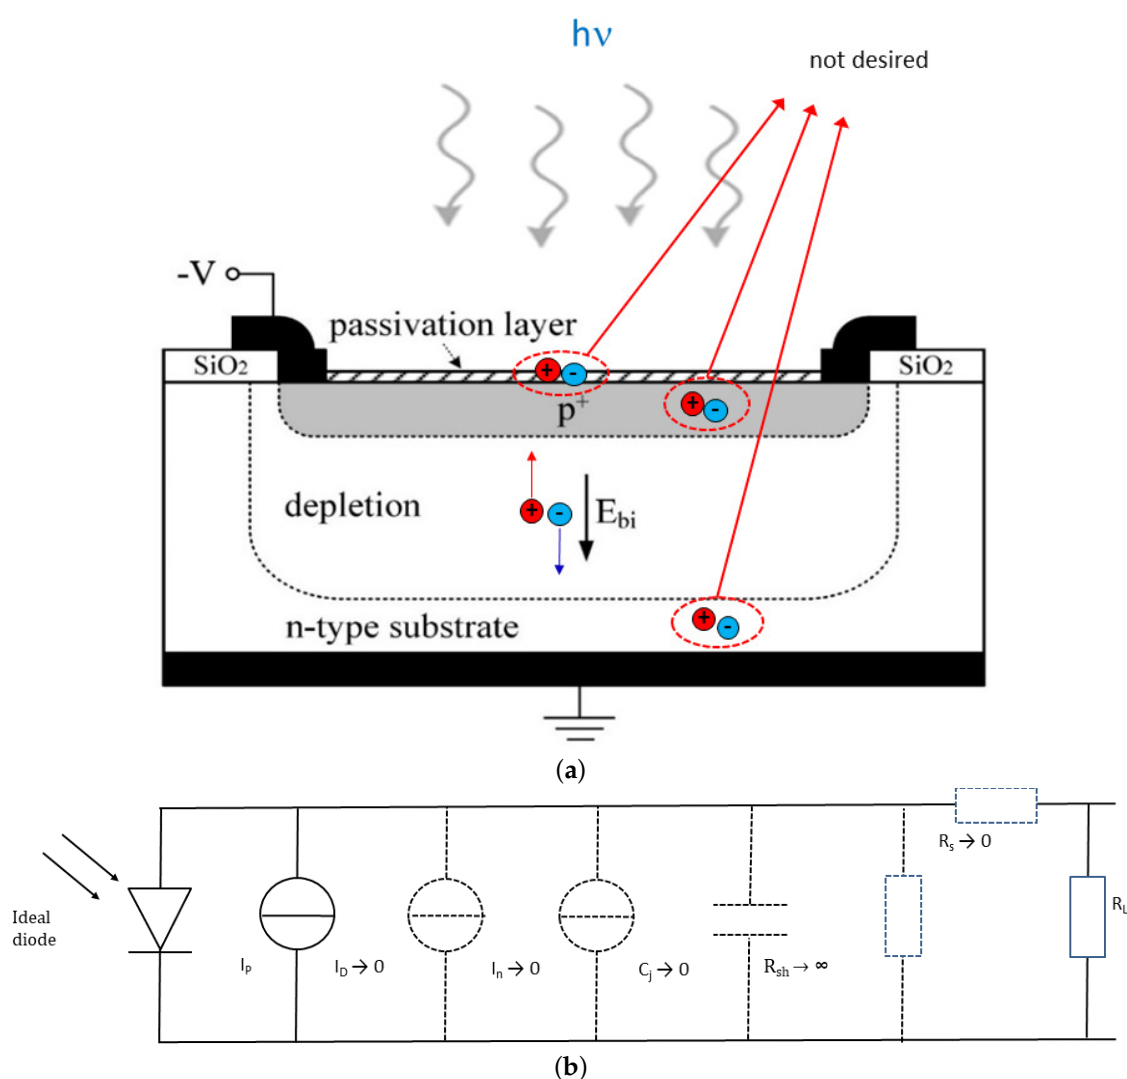 hν
not desired
-V
passivation layer
SiO2
SiO2
+ -
p+
+ -
depletion
+ -
Ebi
n-type substrate
+ -
(a)
Rs → 0
Ideal
diode
IP
ID → 0
In → 0
Cj → 0
Rsh → ∞
RL
(b)